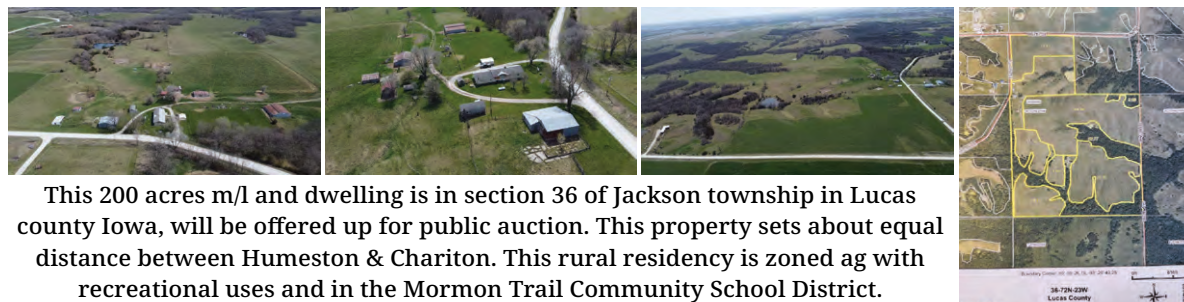 This 200 acres m/l and dwelling is in section 36 of Jackson township in Lucas
county Iowa, will be offered up for public auction. This property sets about equal
distance between Humeston & Chariton. This rural residency is zoned ag with
recreational uses and in the Mormon Trail Community School District.
36-72N-23W
Lucas County